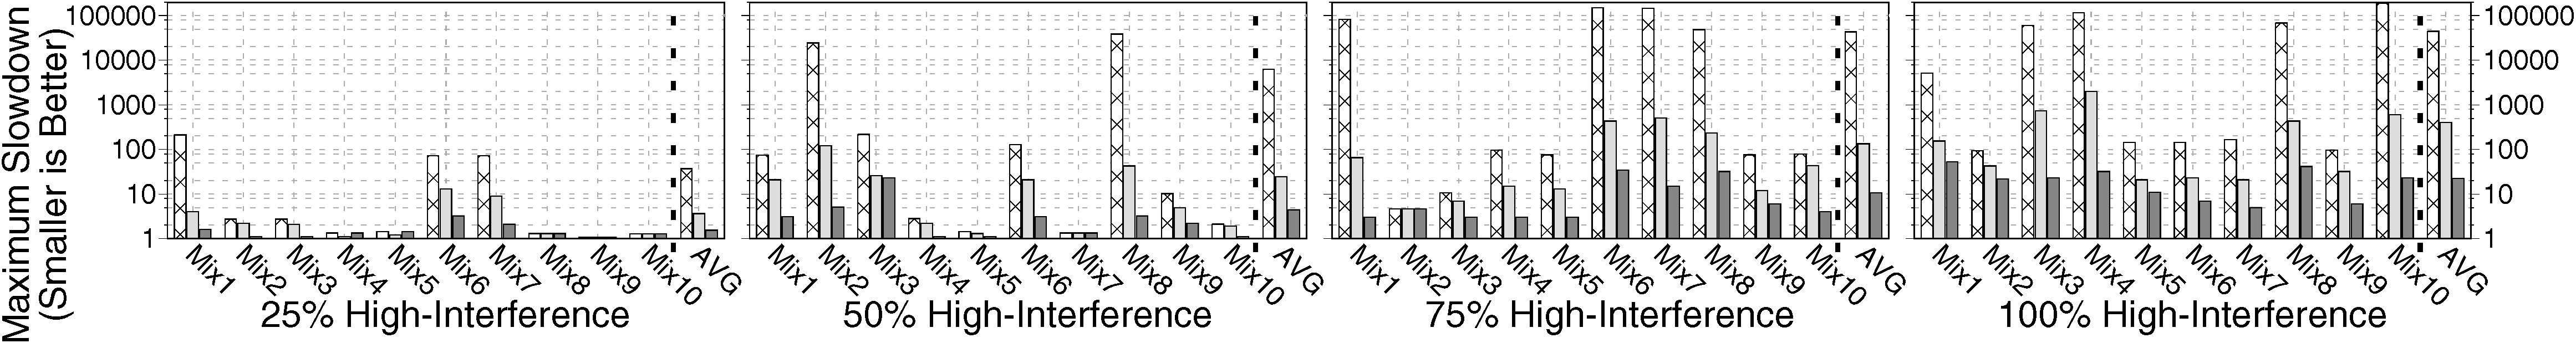 Maximum Slowdown
(Smaller is Better)
100000
10000
1000
100
10
1
Mix1
Mix2
Mix3
Mix4
Mix5
Mix6
Mix7
Mix8
Mix9
Mix10
AVG
25% High-Interference
Mix1
Mix2
Mix3
Mix4
Mix5
Mix6
Mix7
Mix8
Mix9
Mix10
AVG
50% High-Interference
Mix1
Mix2
Mix3
Mix4
Mix5
Mix6
Mix7
Mix8
Mix9
Mix10
AVG
75% High-Interference
Mix1
Mix2
Mix3
Mix4
Mix5
Mix6
Mix7
Mix8
Mix9
Mix10
AVG
100% High-Interference
100000
10000
1000
100
10
1